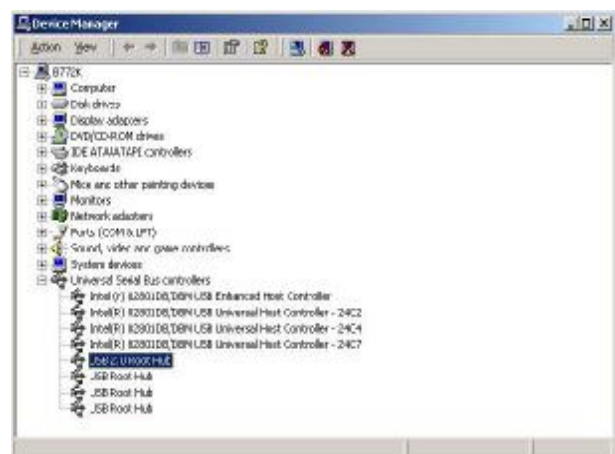 Device Manager
Action View
B772K
Computer
Disk drives
Display adapters
DVD/CD-ROM drives
IDE ATA/ATAPI controllers
Keyboards
Mice and other pointing devices
Monitors
Network adapters
Ports (COM & LPT)
Sound, video and game controllers
System devices
Universal Serial Bus controllers
Intel (r) 82801DB/DBM USB Enhanced Host Controller
Intel(R) 82801DB/DBM USB Universal Host Controller - 24C2
Intel(R) 82801DB/DBM USB Universal Host Controller - 24C4
Intel(R) 82801DB/DBM USB Universal Host Controller - 24C7
USB 2.0 Root Hub
USB Root Hub
USB Root Hub
USB Root Hub